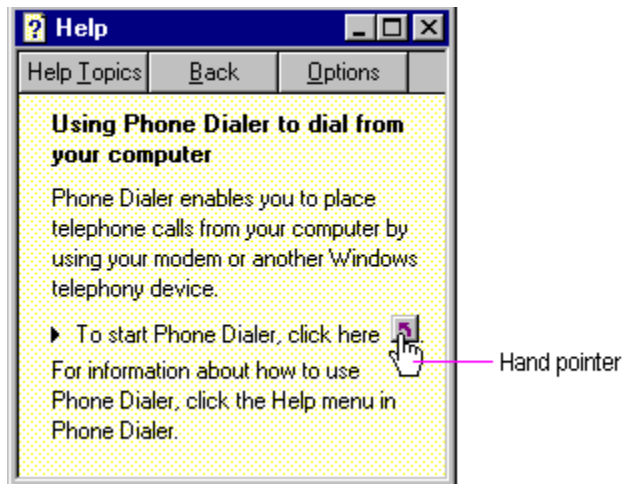 Help
Help Topics Back Options
Using Phone Dialer to dial from
your computer
Phone Dialer enables you to place
telephone calls from your computer by
using your modem or another Windows
telephony device.
To start Phone Dialer, click here .
Hand pointer
For information about how to use
Phone Dialer, click the Help menu in
Phone Dialer.